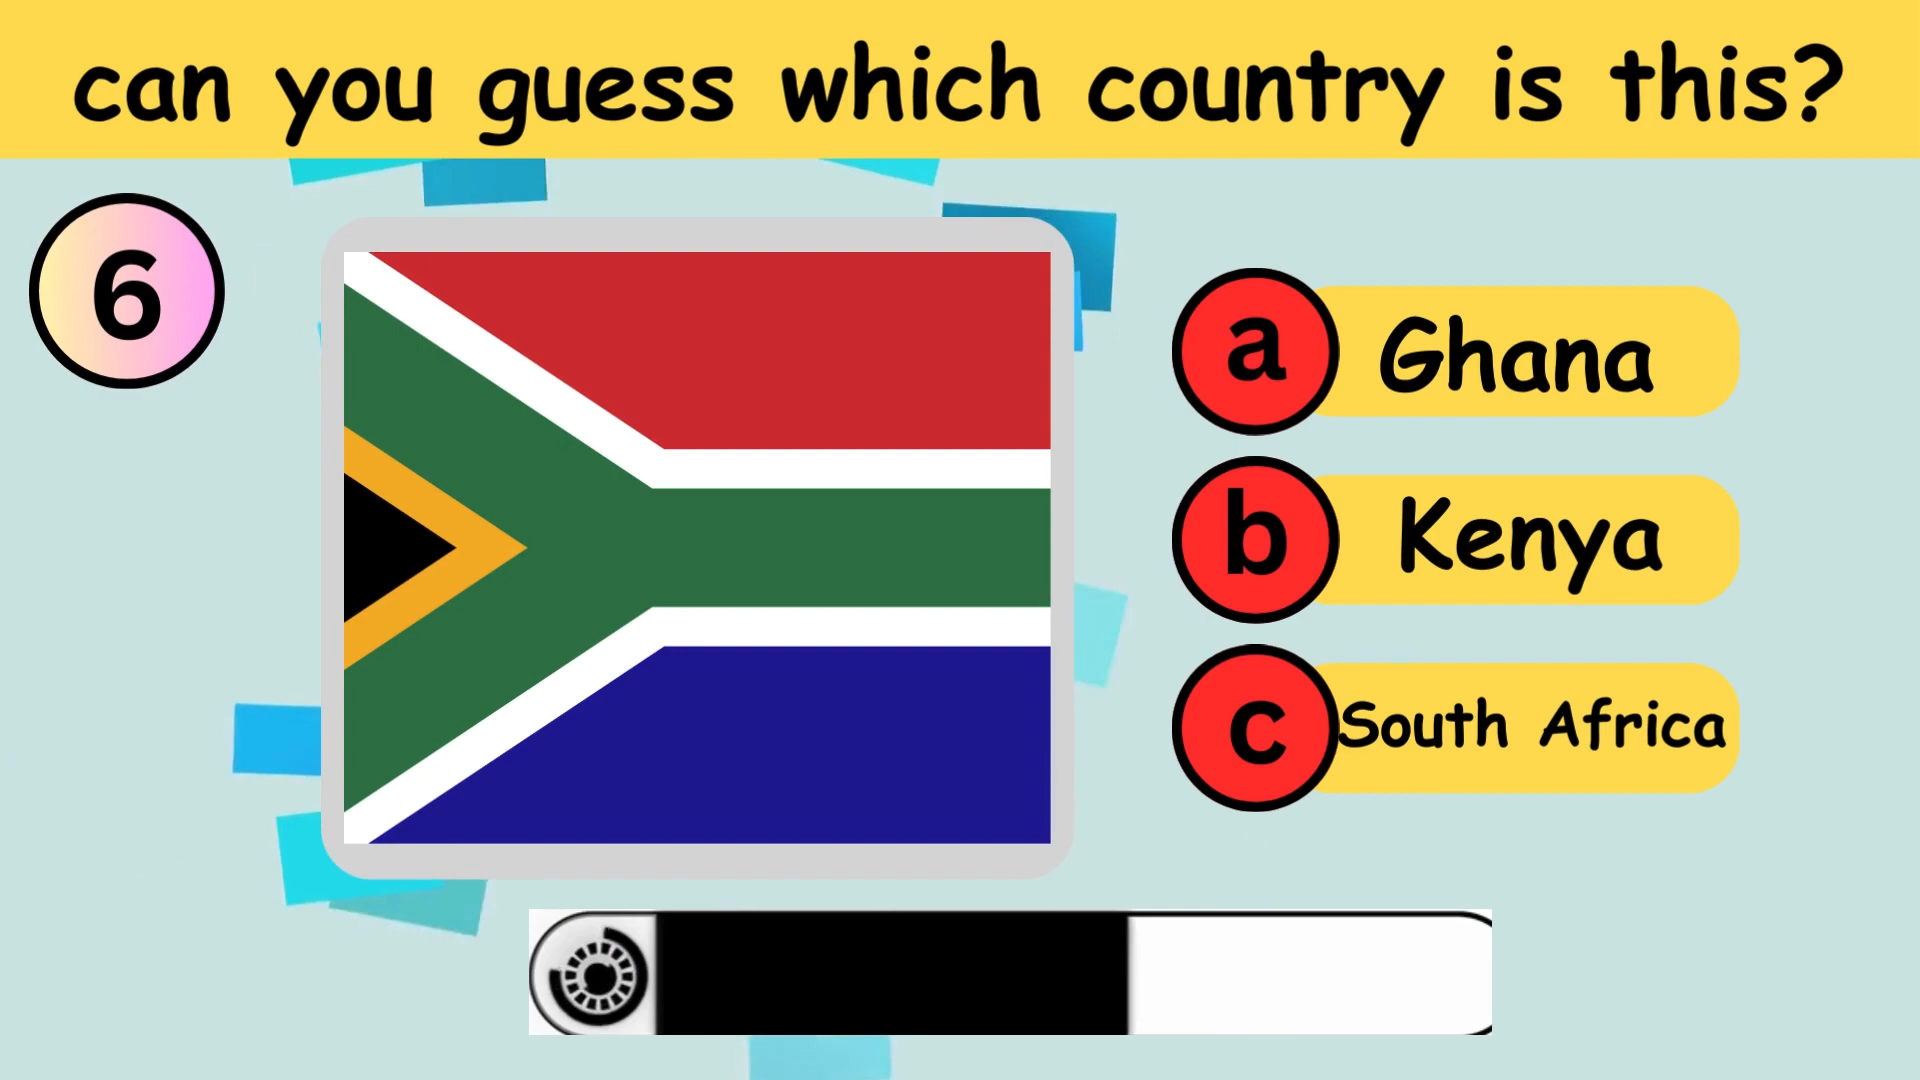 can you guess which country is this?
6
a Ghana
b Kenya
c South Africa